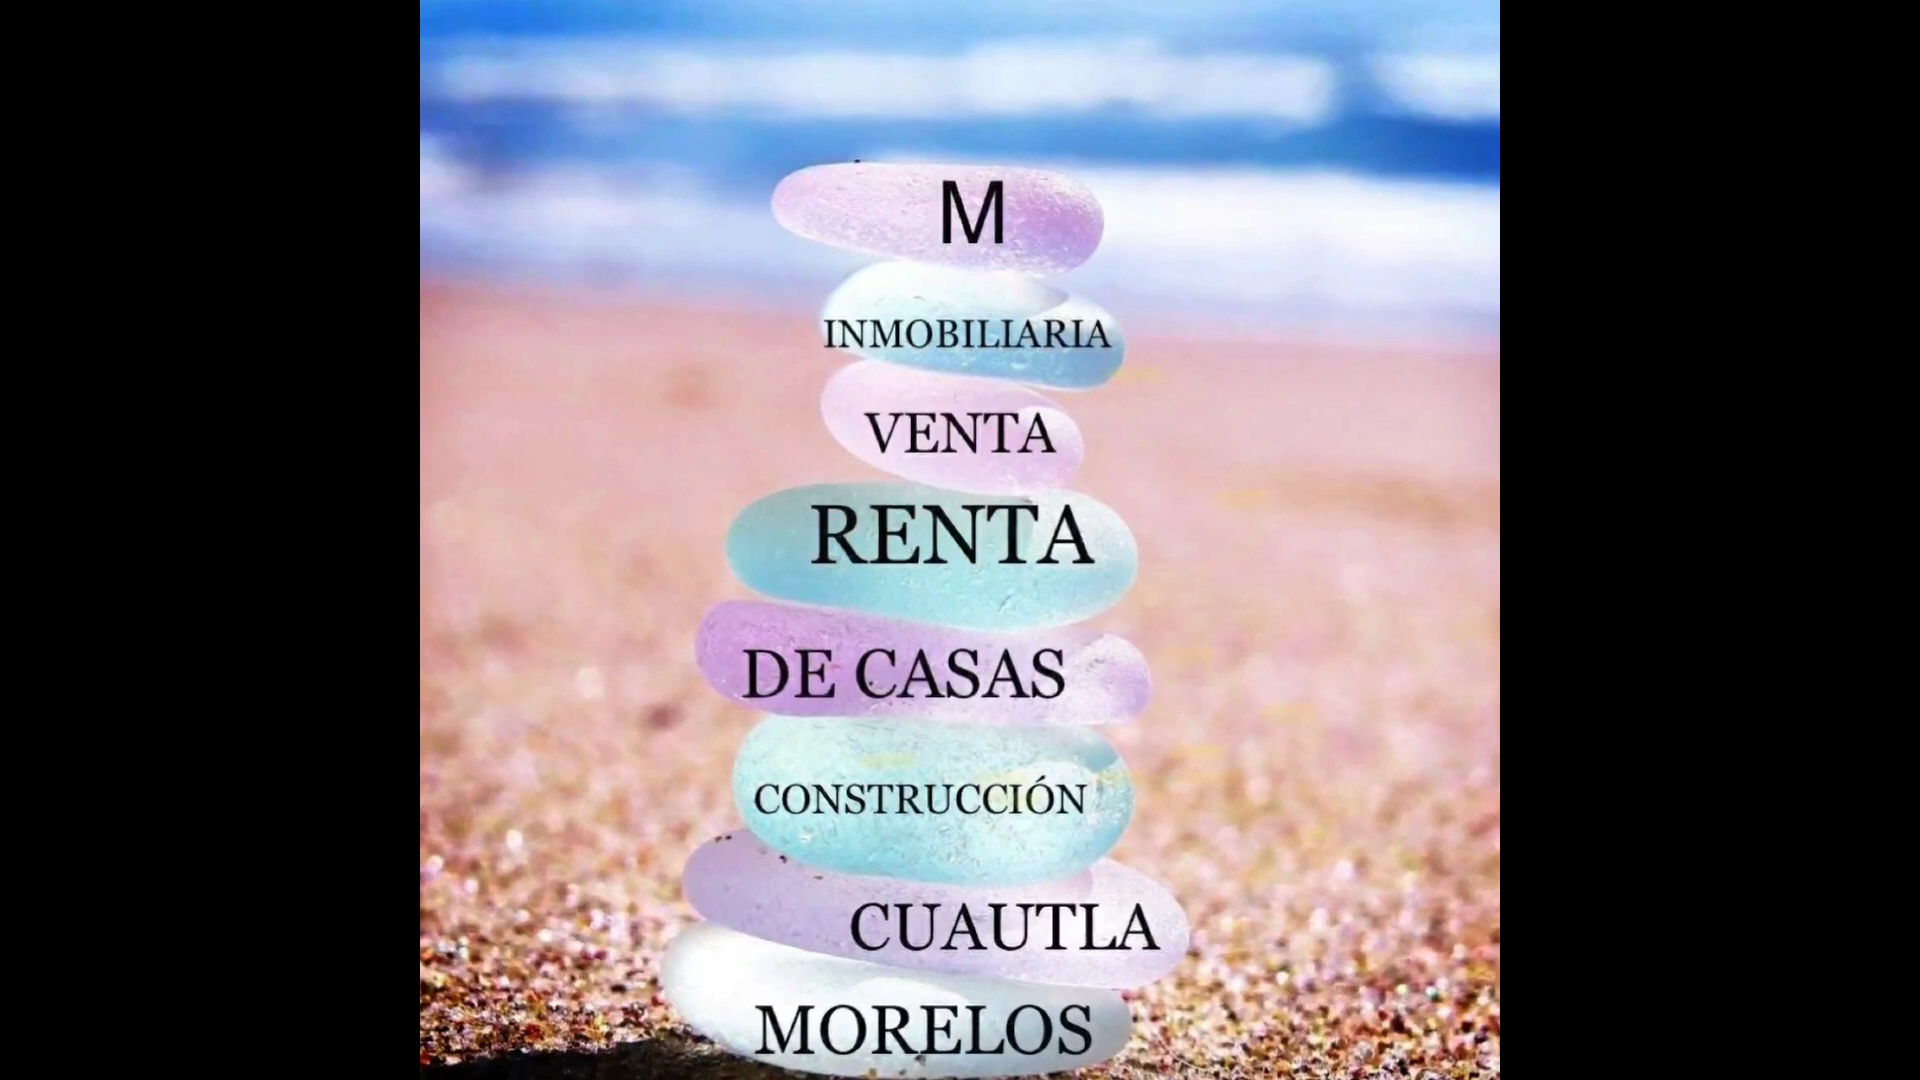 M
INMOBILIARIA
VENTA
RENTA
DE CASAS
CONSTRUCCIÓN
CUAUTLA
MORELOS